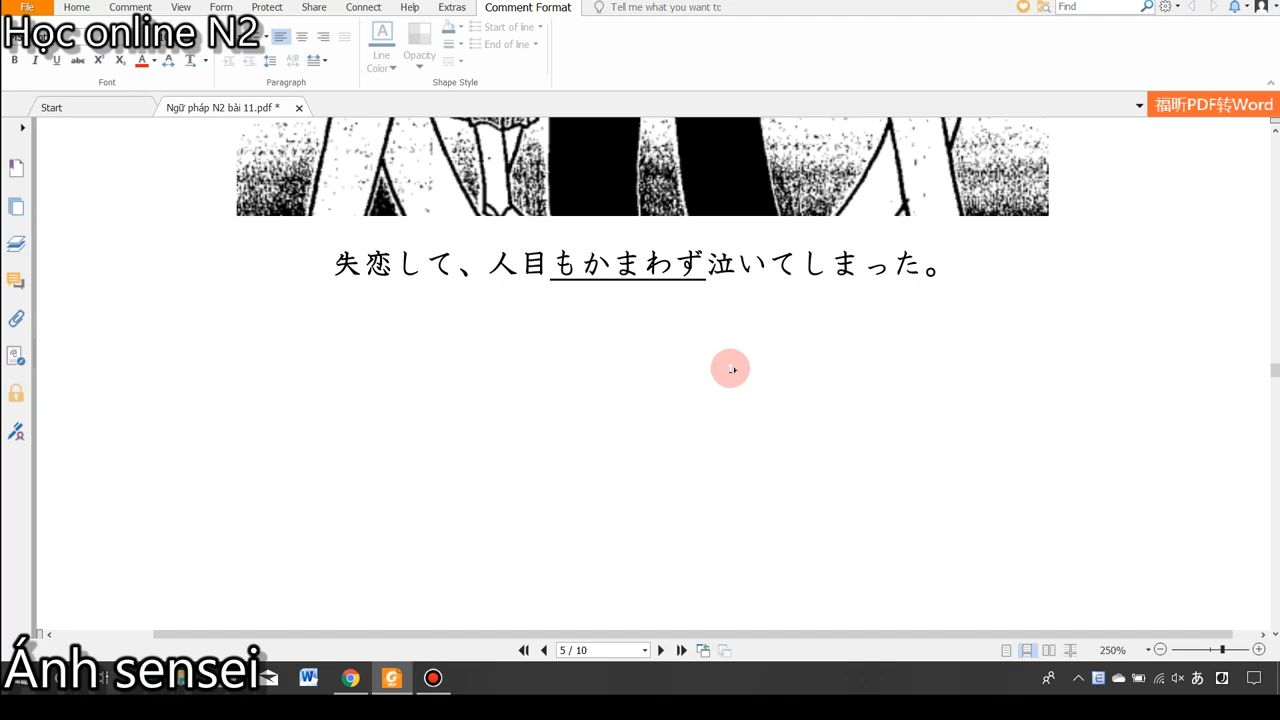 File Home Comment View Form Protect Share Connect Help Extras Comment Format Tell me what you want to Find
Học online N2
Start of line
End of line
Line Color Opacity
Font Paragraph Shape Style
Start Ngữ pháp N2 bài 11.pdf * 福昕PDF转Word
失恋して、人目もかまわず泣いてしまった。
5 / 10 250%
Ánh sensei